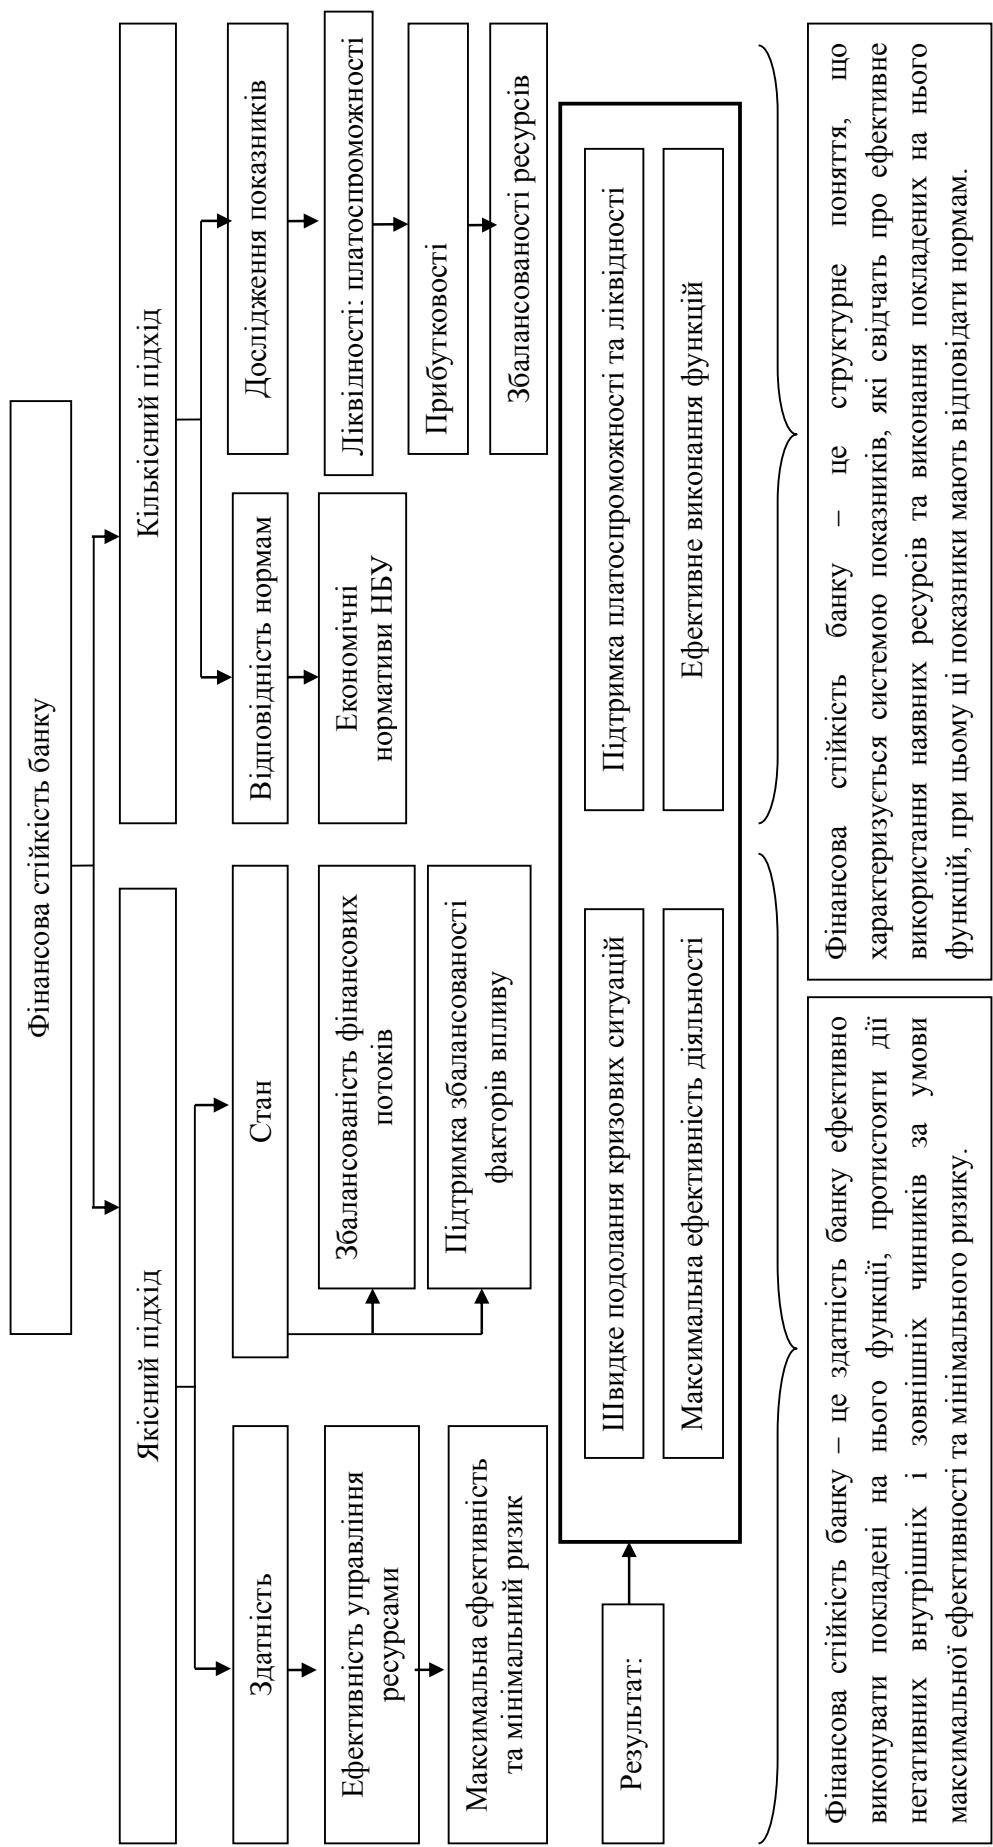 Фінансова стійкість банку
Якісний підхід
Кількісний підхід
Здатність
Стан
Відповідність нормам
Дослідження показників
Ефективність управління
ресурсами
Максимальна ефективність
та мінімальний ризик
Збалансованість фінансових
потоків
Підтримка збалансованості
факторів впливу
Економічні
нормативи НБУ
Ліквідності: платоспроможності
Прибутковості
Збалансованості ресурсів
Результат:
Швидке подолання кризових ситуацій
Підтримка платоспроможності та ліквідності
Максимальна ефективність діяльності
Ефективне виконання функцій
Фінансова стійкість банку – це здатність банку ефективно
виконувати покладені на нього функції, протистояти дії
негативних внутрішніх і зовнішніх чинників за умови
максимальної ефективності та мінімального ризику.
Фінансова стійкість банку – це структурне поняття, що
характеризується системою показників, які свідчать про ефективне
використання наявних ресурсів та виконання покладених на нього
функцій, при цьому ці показники мають відповідати нормам.